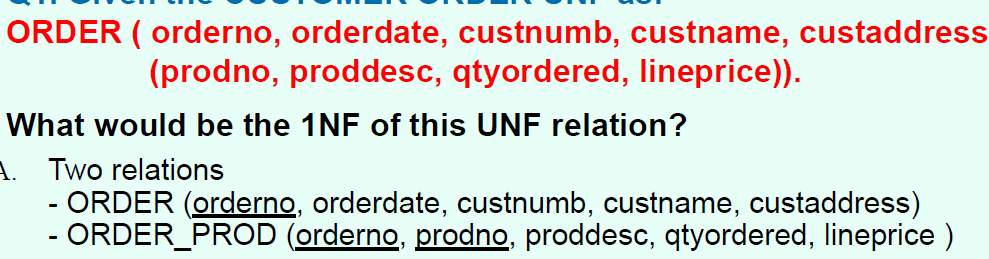 ORDER ( orderno, orderdate, custnumb, custname, custaddress
(prodno, proddesc, qtyordered, lineprice)).
What would be the 1NF of this UNF relation?
A. Two relations
- ORDER (orderno, orderdate, custnumb, custname, custaddress)
- ORDER_PROD (orderno, prodno, proddesc, qtyordered, lineprice )